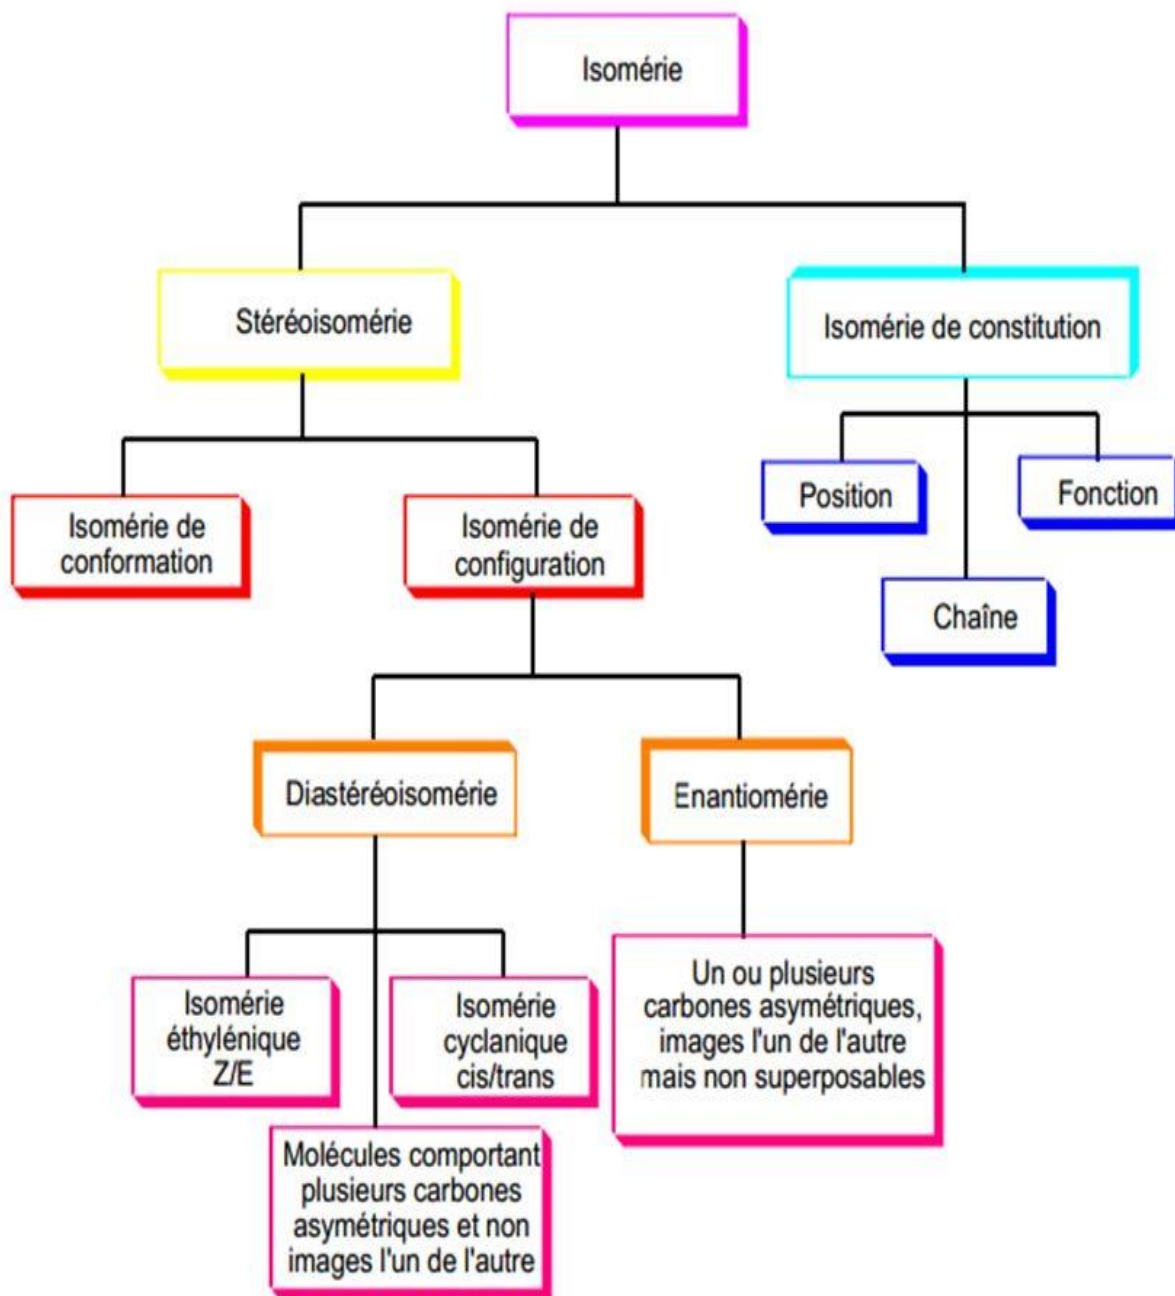 Isomérie
Stéréoisomérie
Isomérie de constitution
Position
Fonction
Isomérie de
conformation
Isomérie de
configuration
Chaîne
Diastéréoisomérie
Enantiomérie
Isomérie
éthylénique
Z/E
Isomérie
cyclanique
cis/trans
Un ou plusieurs
carbones asymétriques,
images l'un de l'autre
mais non superposables
Molécules comportant
plusieurs carbones
asymétriques et non
images l'un de l'autre